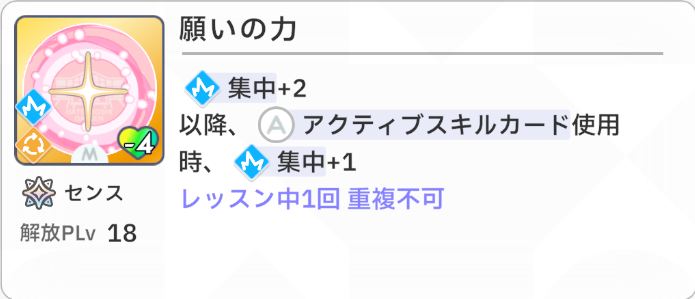 願いの力
集中+2
以降、Aアクティブスキルカード使用
時、集中+1
レッスン中1回 重複不可
M
-4
センス
解放PLv 18